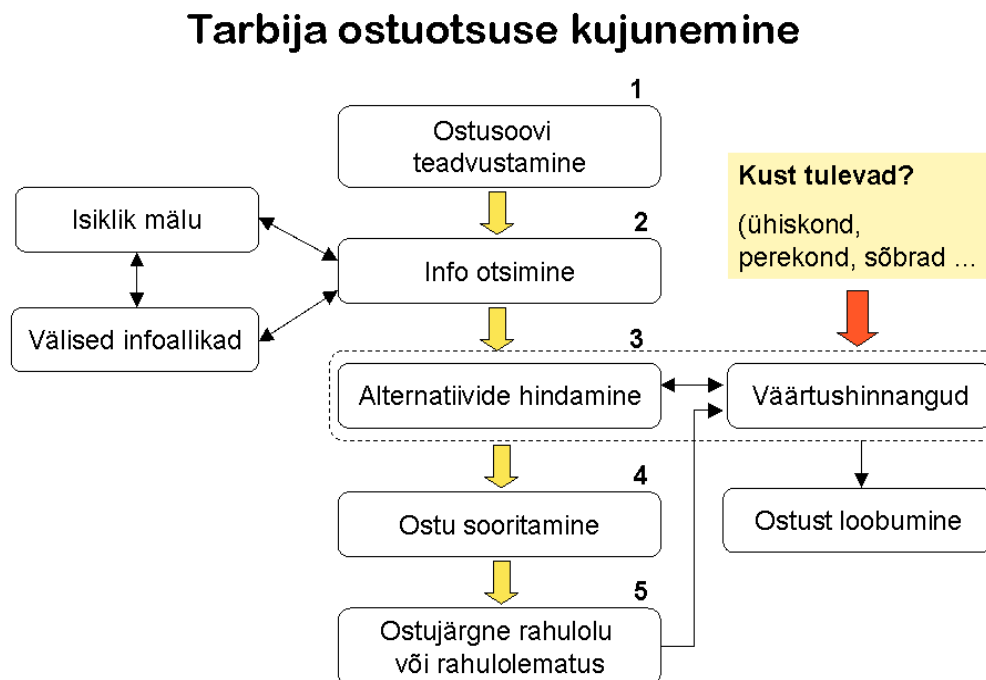 Tarbija ostuotsuse kujunemine
1
Ostusoovi
teadvustamine
Kust tulevad?
(ühiskond,
perekond, sõbrad ...
Isiklik mälu
2
Info otsimine
Välised infoallikad
3
Alternatiivide hindamine
Väärtushinnangud
4
Ostu sooritamine
Ostust loobumine
5
Ostujärgne rahulolu
või rahulolematus